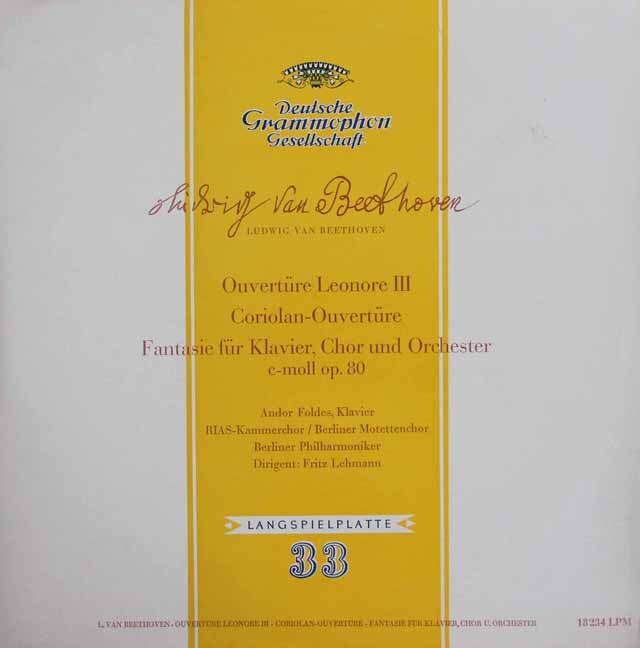 Deutsche
Grammophon
Gesellschaft
Ludwig van Beethoven
LUDWIG VAN BEETHOVEN
Ouvertüre Leonore III
Coriolan-Ouvertüre
Fantasie für Klavier, Chor und Orchester
c-moll op. 80
Andor Foldes, Klavier
RIAS-Kammerchor / Berliner Motettenchor
Berliner Philharmoniker
Dirigent: Fritz Lehmann
LANGSPIELPLATTE
33
L. VAN BEETHOVEN · OUVERTÜRE LEONORE III · CORIOLAN-OUVERTÜRE · FANTASIE FÜR KLAVIER, CHOR U. ORCHESTER 18 234 LPM